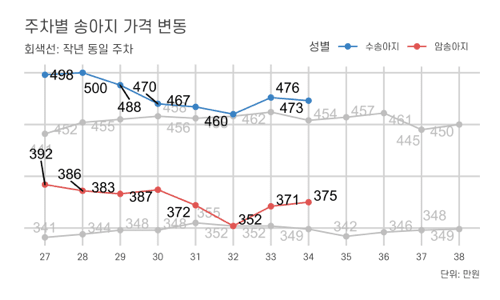 주차별 송아지 가격 변동
회색선: 작년 동일 주차
성별 수송아지 암송아지
498 500 488 470 467 460 476 473
452 455 458 456 462 454 457 461 445 450
392 386 383 387 372 352 371 375
341 344 348 348 355 352 352 349 342 346 348 349
27 28 29 30 31 32 33 34 35 36 37 38
단위: 만원